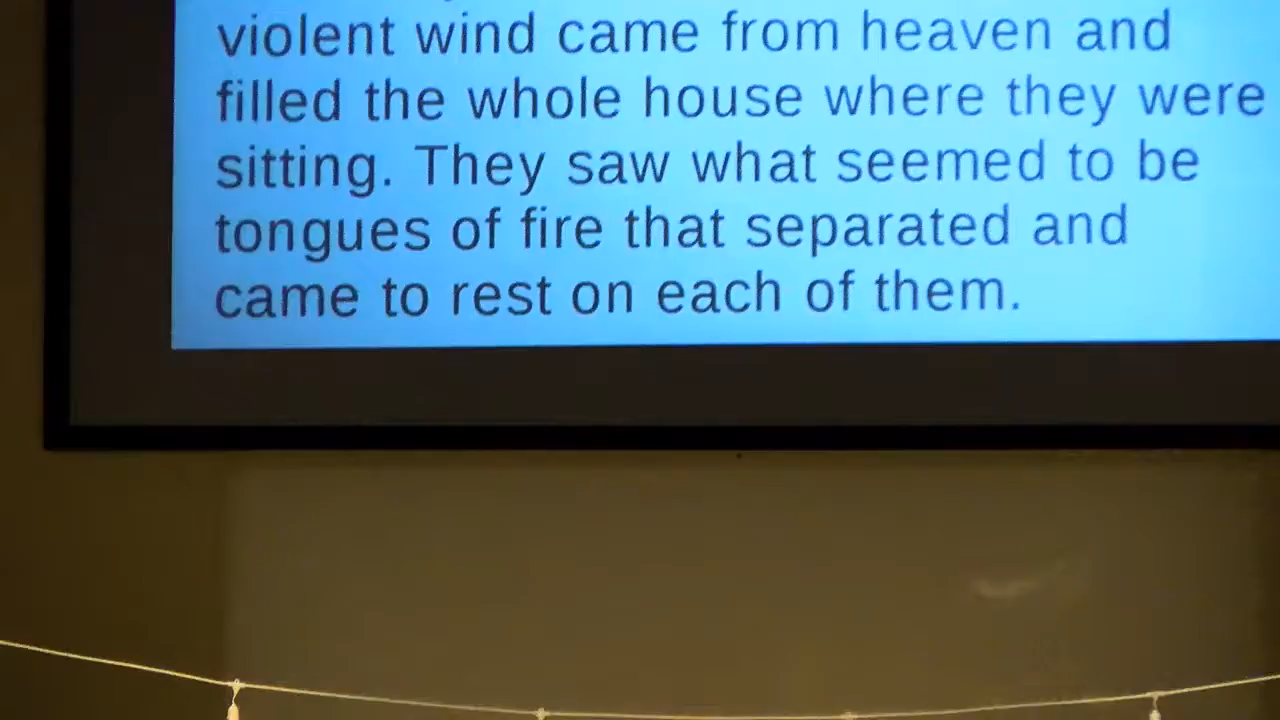 violent wind came from heaven and
filled the whole house where they were
sitting. They saw what seemed to be
tongues of fire that separated and
came to rest on each of them.